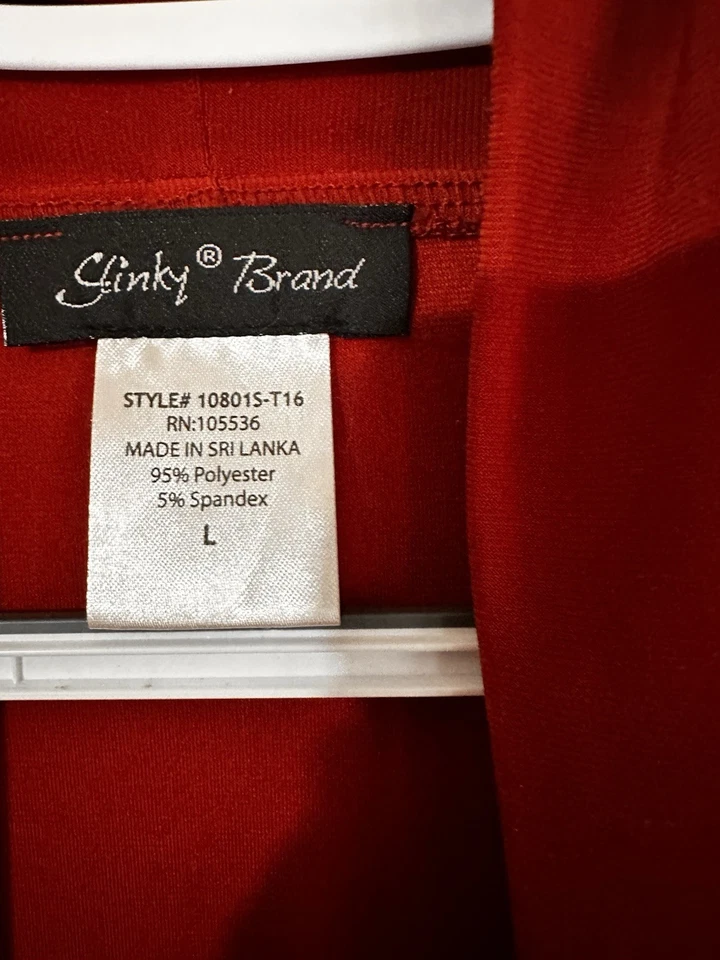 Slinky® Brand
STYLE# 10801S-T16
RN:105536
MADE IN SRI LANKA
95% Polyester
5% Spandex
L